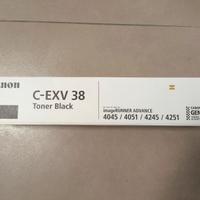 Canon
C-EXV 38
Toner Black
imageRUNNER ADVANCE
4045 / 4051 / 4245 / 4251